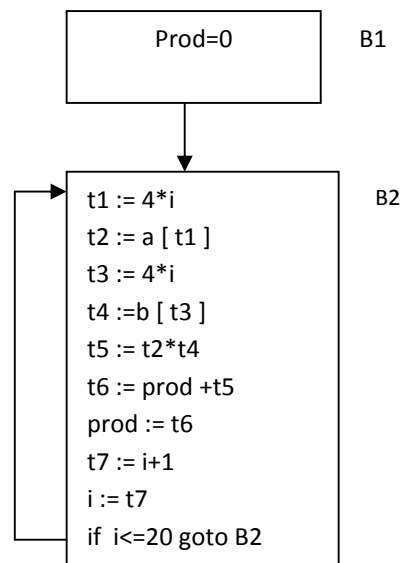 Prod=0
B1
B2
t1 := 4*i
t2 := a [ t1 ]
t3 := 4*i
t4 :=b [ t3 ]
t5 := t2*t4
t6 := prod +t5
prod := t6
t7 := i+1
i := t7
if i<=20 goto B2